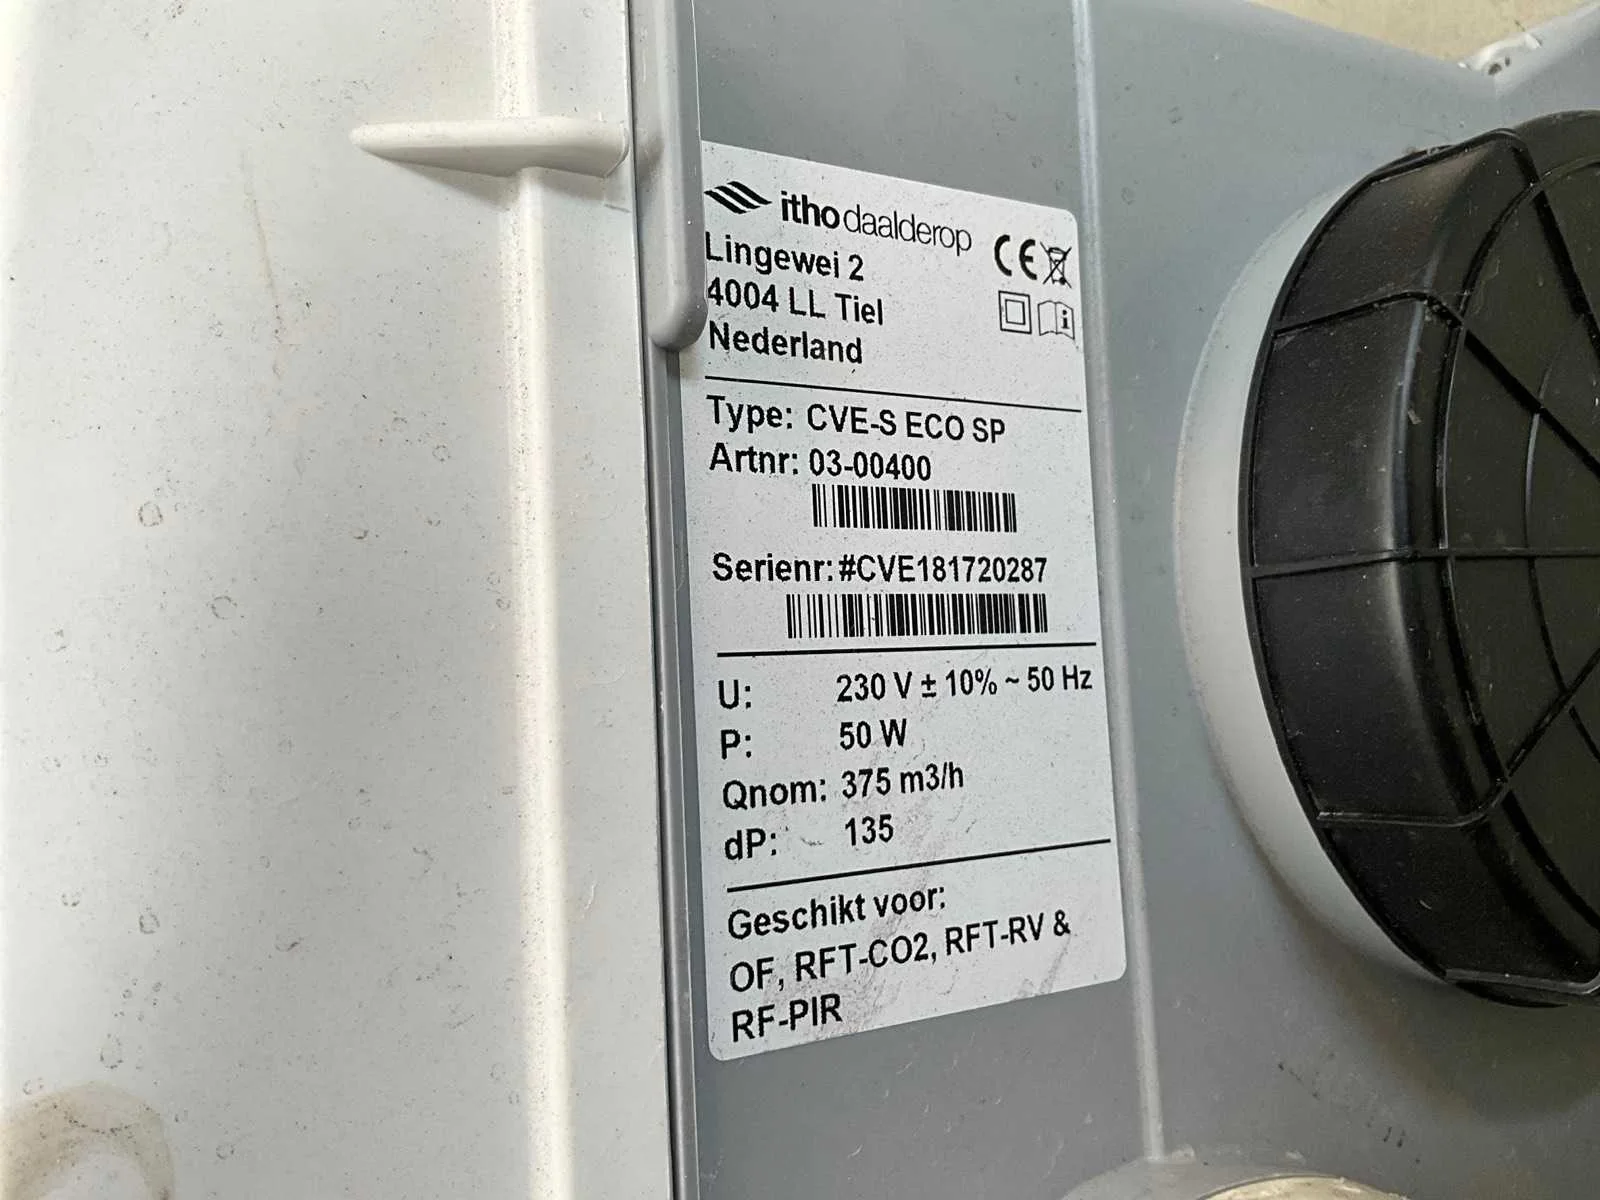 ithodaalderop
Lingewei 2
4004 LL Tiel
Nederland
CE
Type: CVE-S ECO SP
Artnr: 03-00400
Serienr: #CVE181720287
U: 230 V ± 10% ~ 50 Hz
P: 50 W
Qnom: 375 m3/h
dP: 135
Geschikt voor:
OF, RFT-CO2, RFT-RV &
RF-PIR